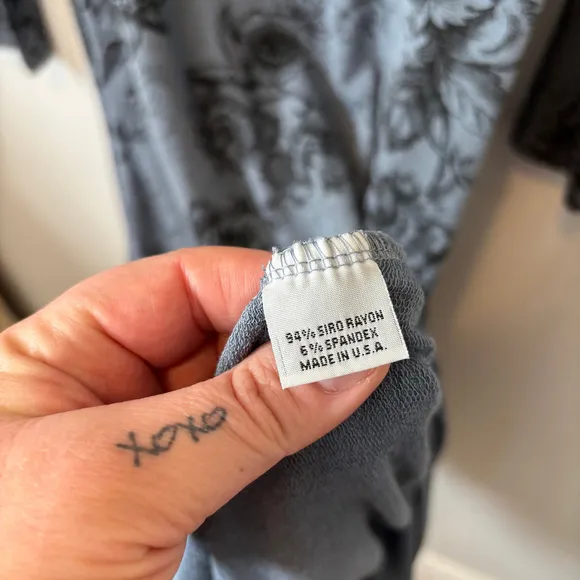 94% SIRO RAYON
6% SPANDEX
MADE IN U.S.A.
XOXO